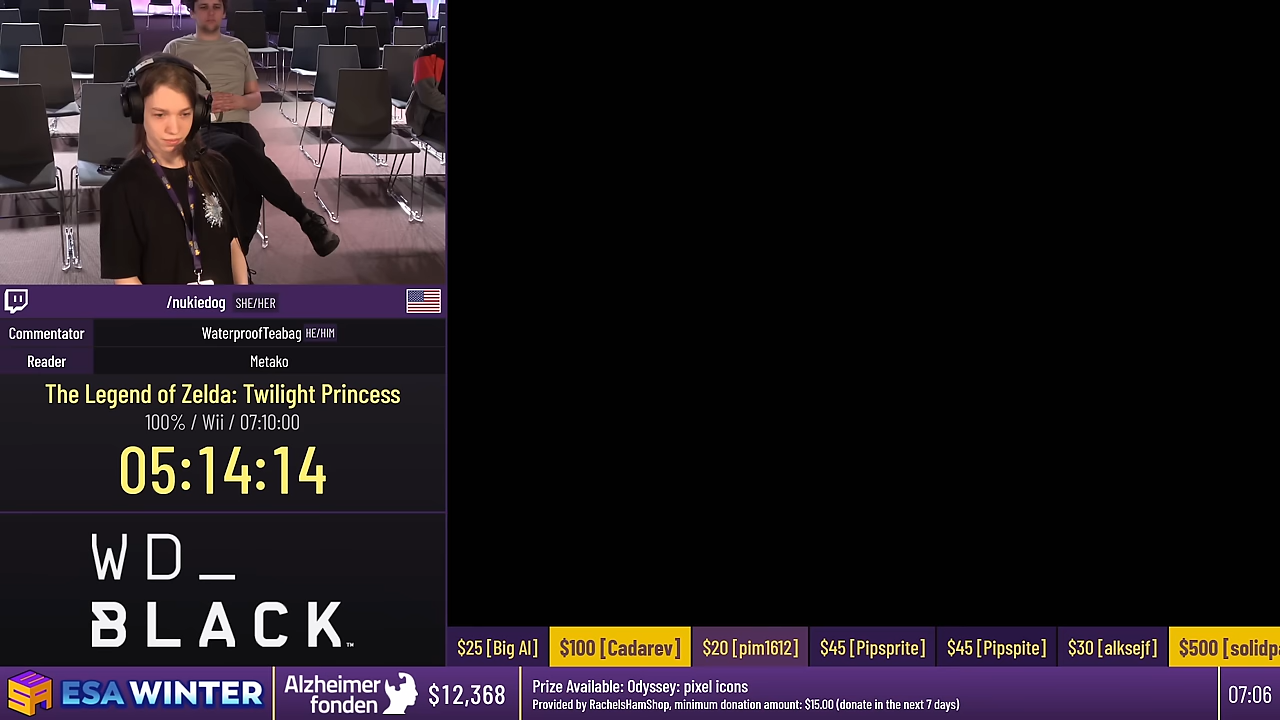 /nukiedog SHE/HER
Commentator WaterproofTeabag HE/HIM
Reader Metako
The Legend of Zelda: Twilight Princess
100% / Wii / 07:10:00
05:14:14
WD_
BLACK™
$25 [Big Al] $100 [Cadarev] $20 [pim1612] $45 [Pipsprite] $45 [Pipspite] $30 [alksejf] $500 [solidpa
ESA WINTER
Alzheimer
fonden
$12,368
Prize Available: Odyssey: pixel icons
Provided by RachelsHamShop, minimum donation amount: $15.00 (donate in the next 7 days)
07:06